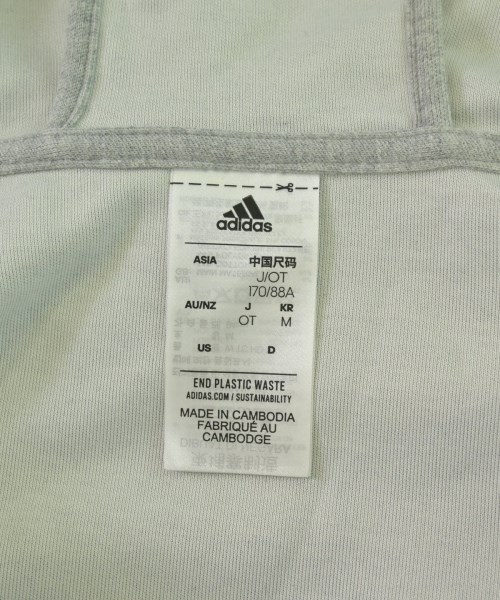 adidas
ASIA 中国尺码
J/OT
170/88A
AU/NZ J KR
OT M
US D
END PLASTIC WASTE
ADIDAS.COM / SUSTAINABILITY
MADE IN CAMBODIA
FABRIQUÉ AU
CAMBODGE